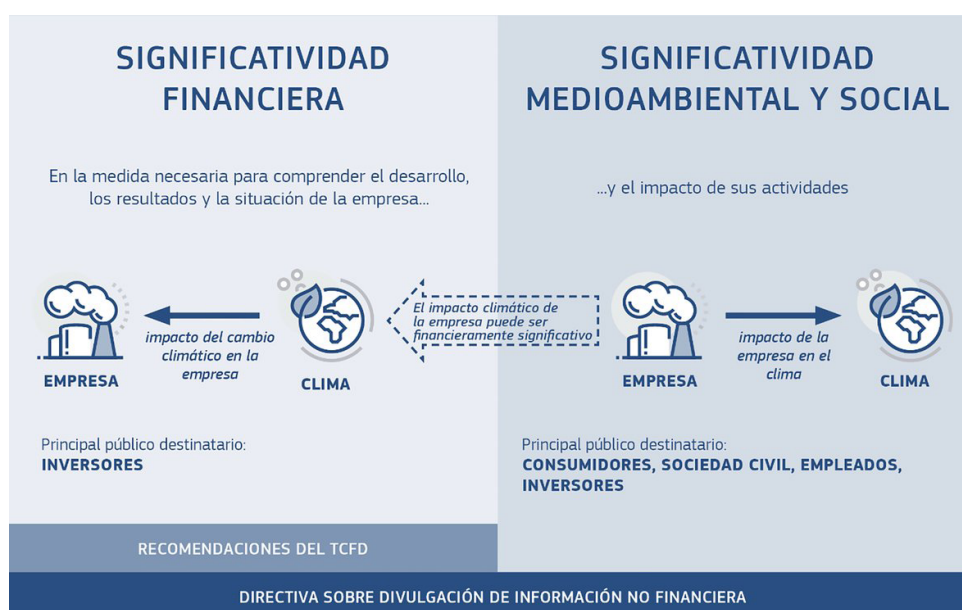 SIGNIFICATIVIDAD
FINANCIERA
En la medida necesaria para comprender el desarrollo,
los resultados y la situación de la empresa...
impacto del cambio
climático en la
empresa
EMPRESA
CLIMA
Principal público destinatario:
INVERSORES
RECOMENDACIONES DEL TCFD
El impacto climático de
la empresa puede ser
financieramente significativo
SIGNIFICATIVIDAD
MEDIOAMBIENTAL Y SOCIAL
...y el impacto de sus actividades
impacto de la
empresa en el
clima
EMPRESA
CLIMA
Principal público destinatario:
CONSUMIDORES, SOCIEDAD CIVIL, EMPLEADOS,
INVERSORES
DIRECTIVA SOBRE DIVULGACIÓN DE INFORMACIÓN NO FINANCIERA